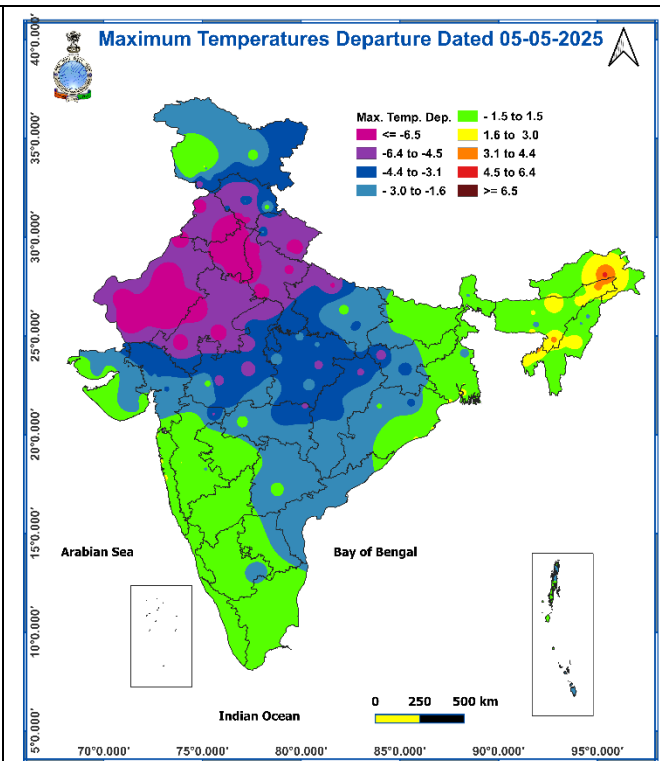 Maximum Temperatures Departure Dated 05-05-2025
Max. Temp. Dep.
<= -6.5
-6.4 to -4.5
-4.4 to -3.1
- 3.0 to -1.6
- 1.5 to 1.5
1.6 to 3.0
3.1 to 4.4
4.5 to 6.4
>= 6.5
40°0.000'
35°0.000'
30°0.000'
25°0.000'
20°0.000'
15°0.000'
10°0.000'
5°0.000'
Arabian Sea
Bay of Bengal
Indian Ocean
0 250 500 km
70°0.000' 75°0.000' 80°0.000' 85°0.000' 90°0.000' 95°0.000'